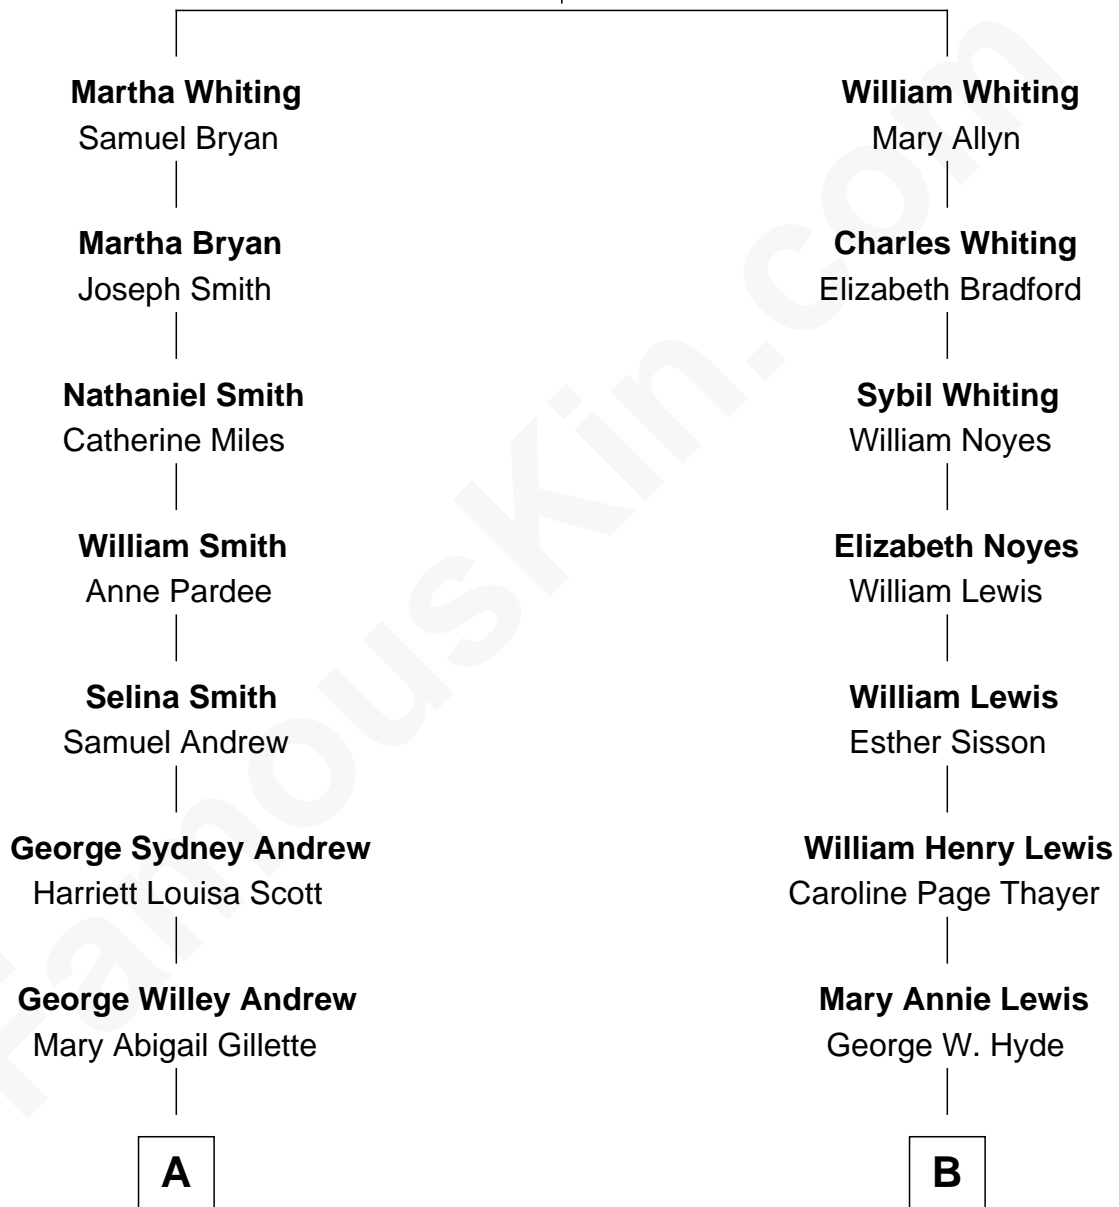 Martha Whiting
Samuel Bryan
Martha Bryan
Joseph Smith
Nathaniel Smith
Catherine Miles
William Smith
Anne Pardee
Selina Smith
Samuel Andrew
George Sydney Andrew
Harriett Louisa Scott
George Willey Andrew
Mary Abigail Gillette
A
William Whiting
Mary Allyn
Charles Whiting
Elizabeth Bradford
Sybil Whiting
William Noyes
Elizabeth Noyes
William Lewis
William Lewis
Esther Sisson
William Henry Lewis
Caroline Page Thayer
Mary Annie Lewis
George W. Hyde
B
FamousKin.com